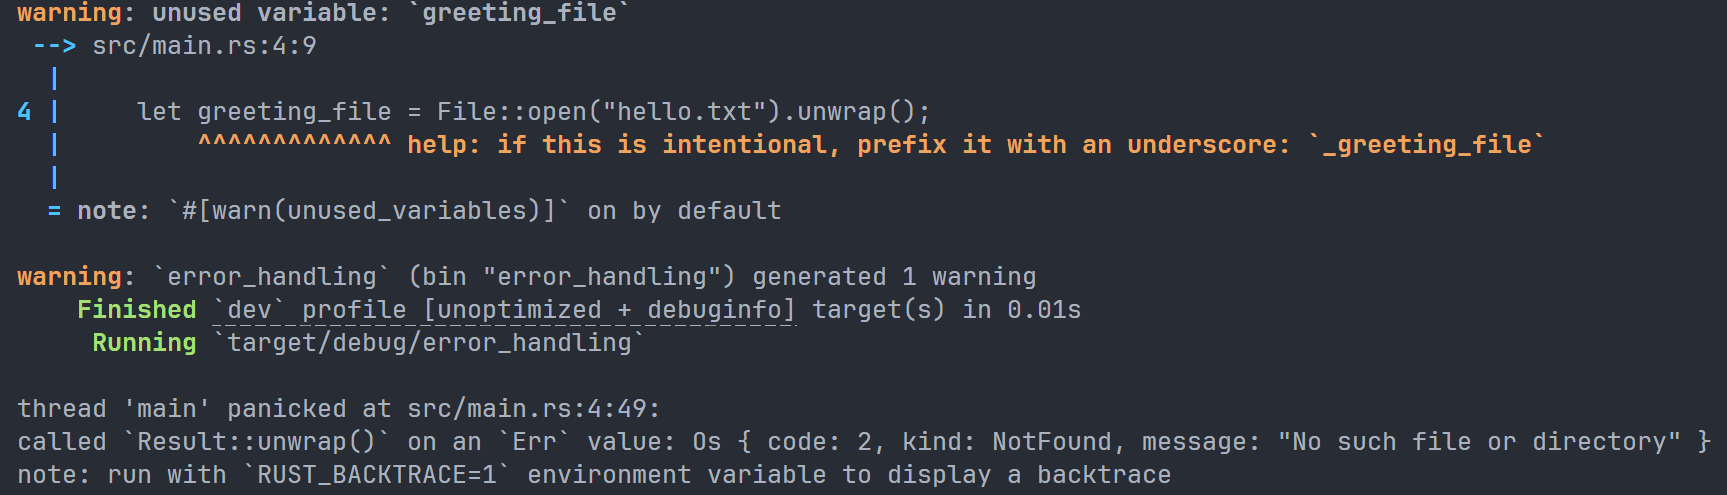 warning: unused variable: `greeting_file`
 --> src/main.rs:4:9
  |
4 |     let greeting_file = File::open("hello.txt").unwrap();
  |         ^^^^^^^^^^^^^ help: if this is intentional, prefix it with an underscore: `_greeting_file`
  |
  = note: `#[warn(unused_variables)]` on by default

warning: `error_handling` (bin "error_handling") generated 1 warning
    Finished `dev` profile [unoptimized + debuginfo] target(s) in 0.01s
     Running `target/debug/error_handling`

thread 'main' panicked at src/main.rs:4:49:
called `Result::unwrap()` on an `Err` value: Os { code: 2, kind: NotFound, message: "No such file or directory" }
note: run with `RUST_BACKTRACE=1` environment variable to display a backtrace